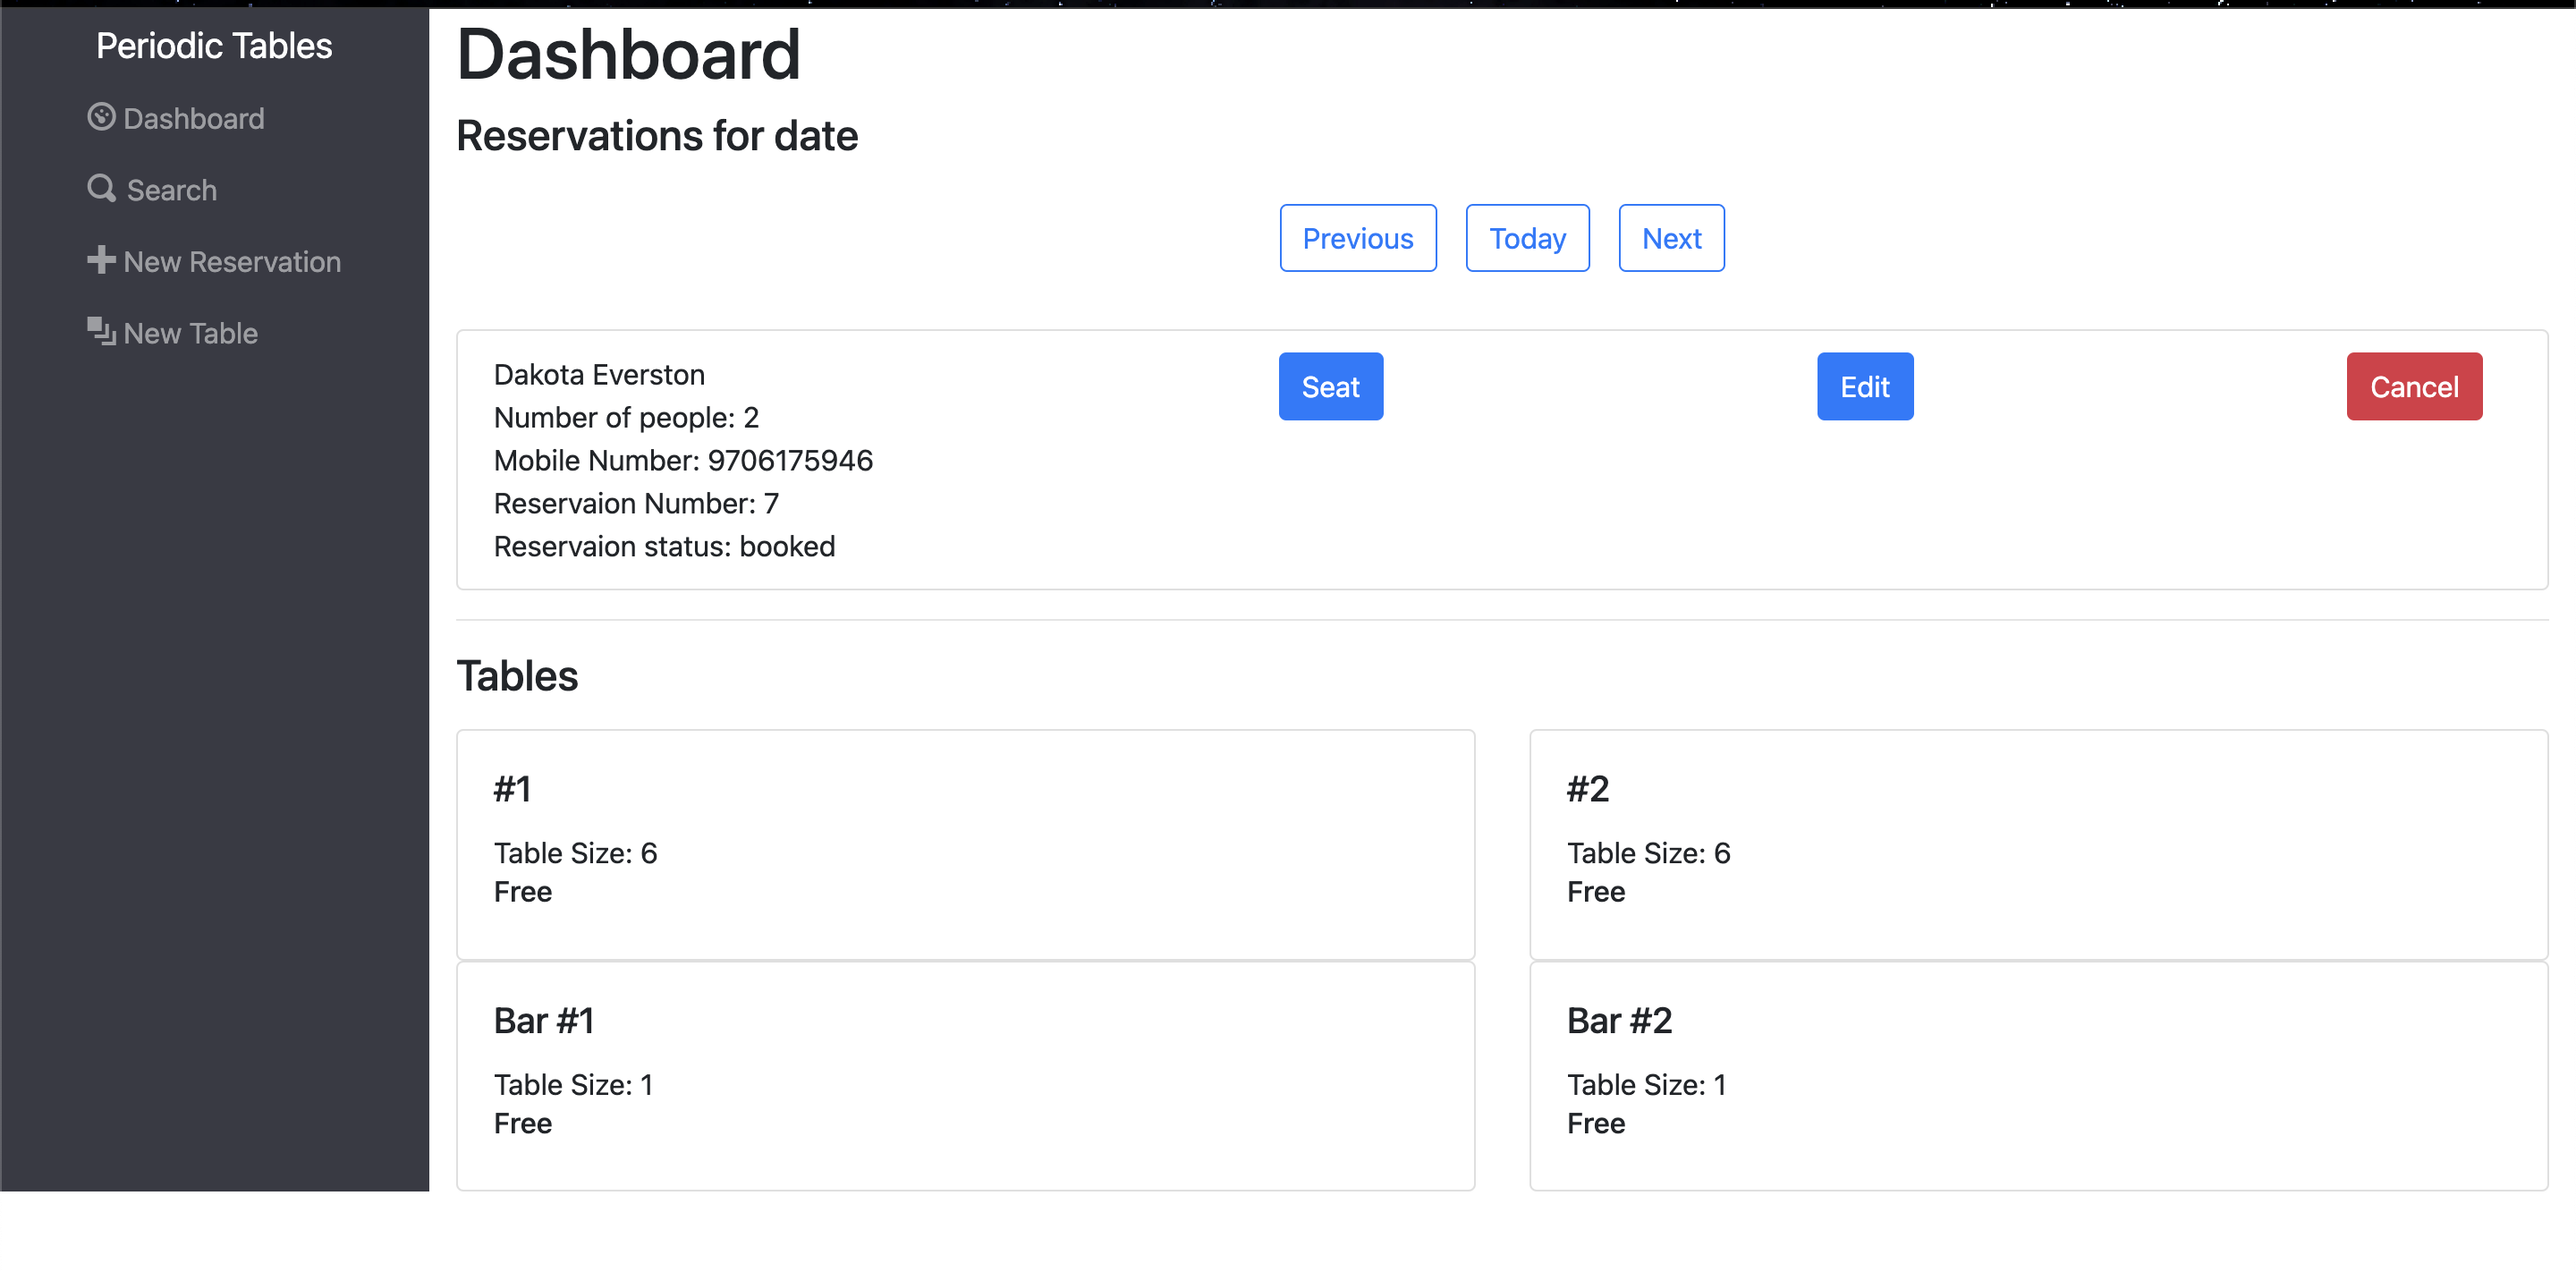 Periodic Tables
Dashboard
Search
New Reservation
New Table
Dashboard
Reservations for date
Previous Today Next
Dakota Everston
Number of people: 2
Mobile Number: 9706175946
Reservaion Number: 7
Reservaion status: booked
Seat Edit Cancel
Tables
#1
Table Size: 6
Free
#2
Table Size: 6
Free
Bar #1
Table Size: 1
Free
Bar #2
Table Size: 1
Free